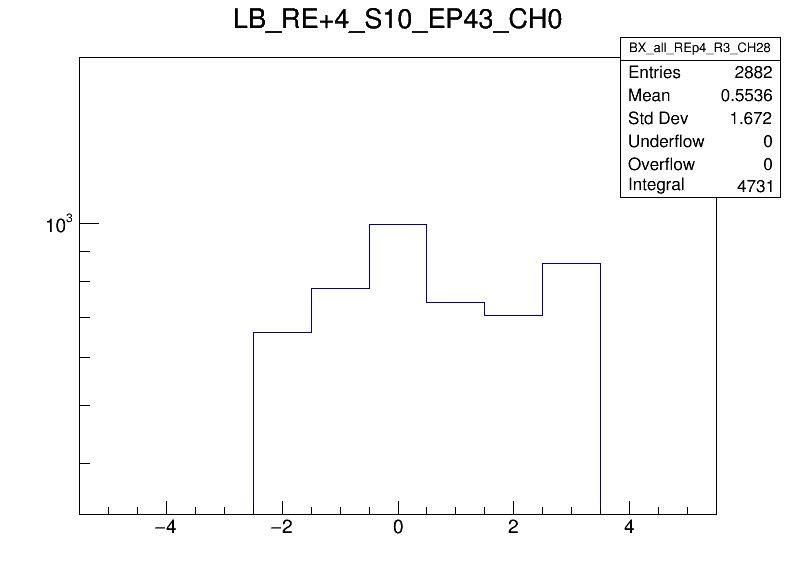 LB_RE+4_S10_EP43_CH0
BX_all_REp4_R3_CH28
Entries 2882
Mean 0.5536
Std Dev 1.672
Underflow 0
Overflow 0
Integral 4731
10³
−4 −2 0 2 4